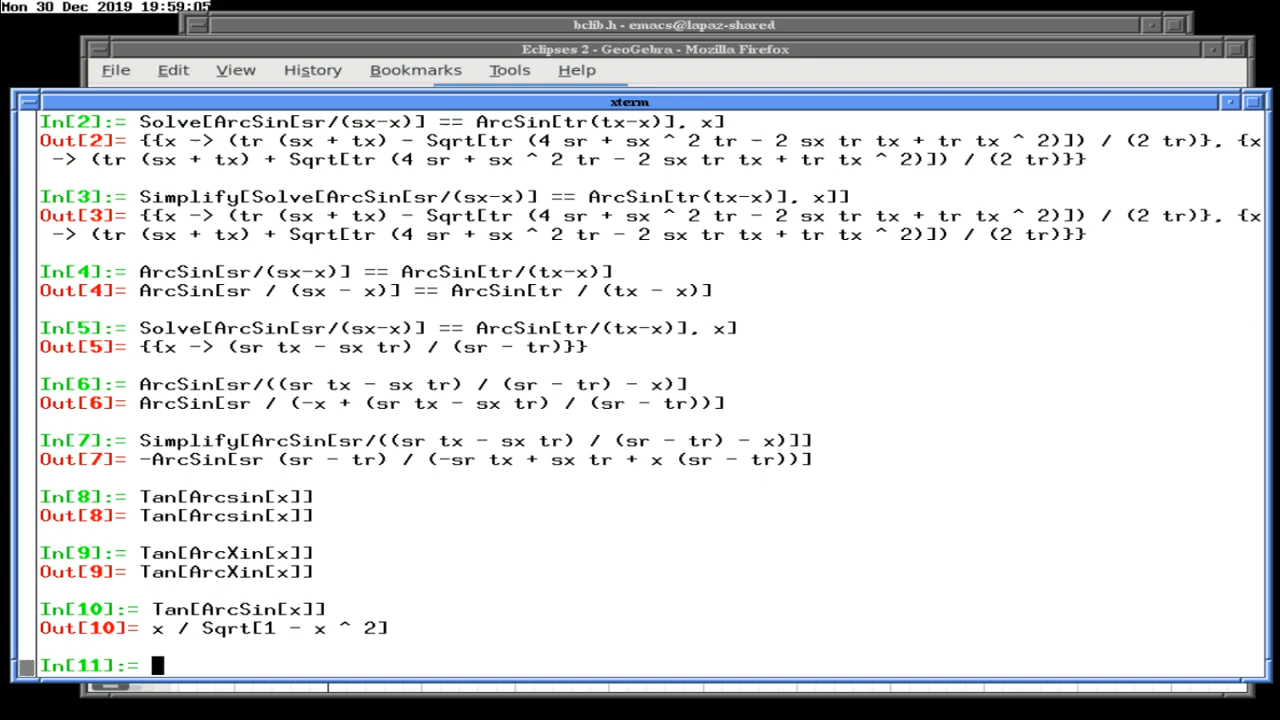 Mon 30 Dec 2019 19:59:05
bclib.h - emacs@lapaz-shared
Eclipses 2 - GeoGebra - Mozilla Firefox
File Edit View History Bookmarks Tools Help
xterm
In[2]:= Solve[ArcSin[sr/(sx-x)] == ArcSin[tr(tx-x)], x]
Out[2]= {{x -> (tr (sx + tx) - Sqrt[tr (4 sr + sx ^ 2 tr - 2 sx tr tx + tr tx ^ 2)]) / (2 tr)}, {x
-> (tr (sx + tx) + Sqrt[tr (4 sr + sx ^ 2 tr - 2 sx tr tx + tr tx ^ 2)]) / (2 tr)}}
In[3]:= Simplify[Solve[ArcSin[sr/(sx-x)] == ArcSin[tr(tx-x)], x]]
Out[3]= {{x -> (tr (sx + tx) - Sqrt[tr (4 sr + sx ^ 2 tr - 2 sx tr tx + tr tx ^ 2)]) / (2 tr)}, {x
-> (tr (sx + tx) + Sqrt[tr (4 sr + sx ^ 2 tr - 2 sx tr tx + tr tx ^ 2)]) / (2 tr)}}
In[4]:= ArcSin[sr/(sx-x)] == ArcSin[tr/(tx-x)]
Out[4]= ArcSin[sr / (sx - x)] == ArcSin[tr / (tx - x)]
In[5]:= Solve[ArcSin[sr/(sx-x)] == ArcSin[tr/(tx-x)], x]
Out[5]= {{x -> (sr tx - sx tr) / (sr - tr)}}
In[6]:= ArcSin[sr/((sr tx - sx tr) / (sr - tr) - x)]
Out[6]= ArcSin[sr / (-x + (sr tx - sx tr) / (sr - tr))]
In[7]:= Simplify[ArcSin[sr/((sr tx - sx tr) / (sr - tr) - x)]]
Out[7]= -ArcSin[sr (sr - tr) / (-sr tx + sx tr + x (sr - tr))]
In[8]:= Tan[Arcsin[x]]
Out[8]= Tan[Arcsin[x]]
In[9]:= Tan[ArcXin[x]]
Out[9]= Tan[ArcXin[x]]
In[10]:= Tan[ArcSin[x]]
Out[10]= x / Sqrt[1 - x ^ 2]
In[11]:=